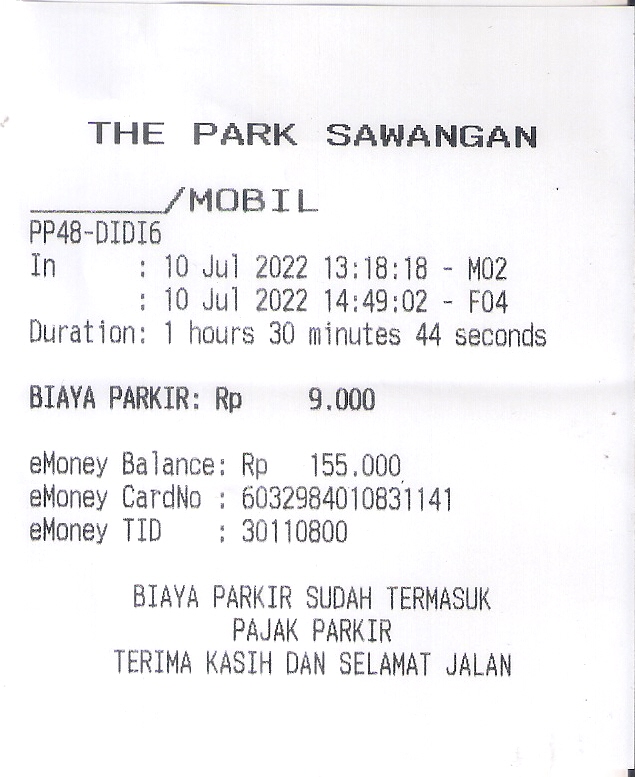 THE PARK SAWANGAN
_______/MOBIL
PP48-DIDI6
In : 10 Jul 2022 13:18:18 - M02
: 10 Jul 2022 14:49:02 - F04
Duration: 1 hours 30 minutes 44 seconds
BIAYA PARKIR: Rp 9.000
eMoney Balance: Rp 155.000
eMoney CardNo : 6032984010831141
eMoney TID : 30110800
BIAYA PARKIR SUDAH TERMASUK
PAJAK PARKIR
TERIMA KASIH DAN SELAMAT JALAN